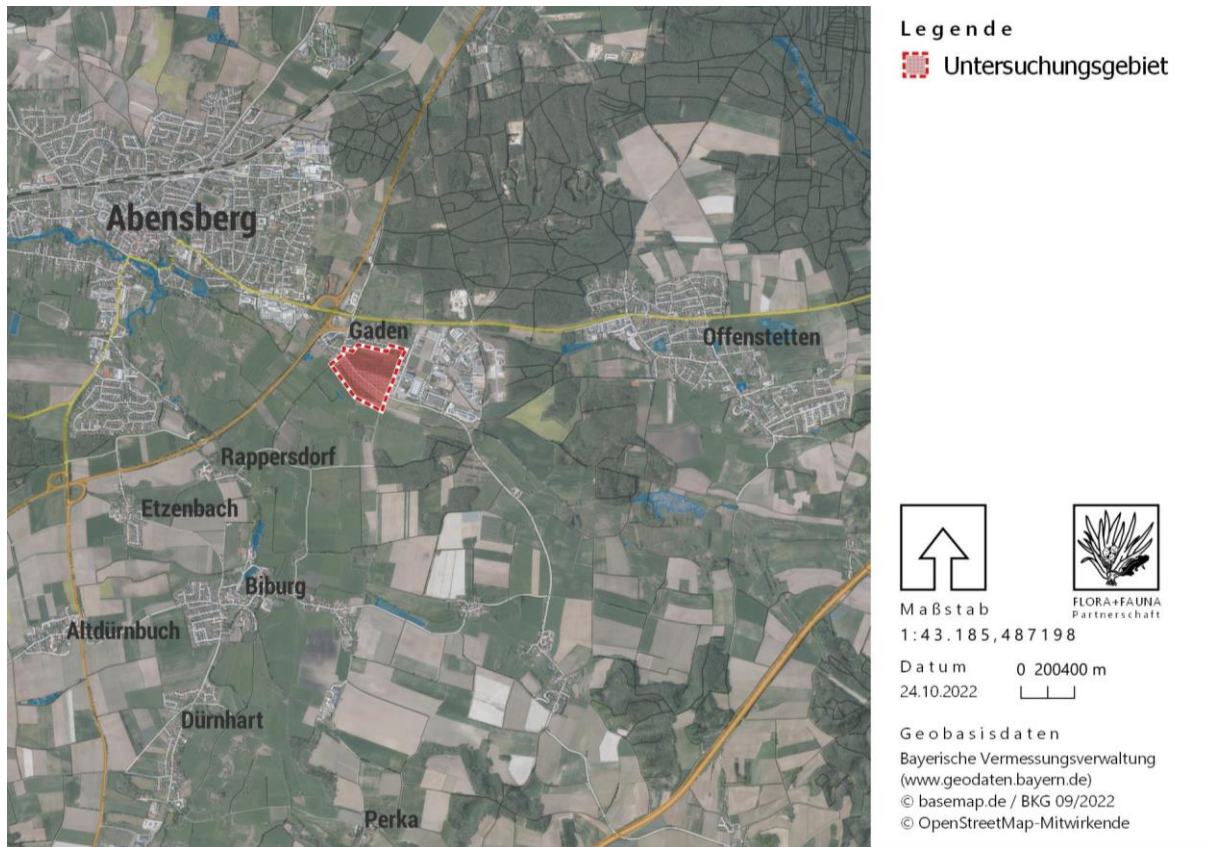 Abensberg
Gaden
Offenstetten
Rappersdorf
Etzenbach
Biburg
Altdürnbuch
Dürnhart
Perka
Legende
Untersuchungsgebiet
FLORA+FAUNA
Partnerschaft
Maßstab
1:43.185,487198
Datum
24.10.2022
0 200400 m
Geobasisdaten
Bayerische Vermessungsverwaltung
(www.geodaten.bayern.de)
© basemap.de / BKG 09/2022
© OpenStreetMap-Mitwirkende